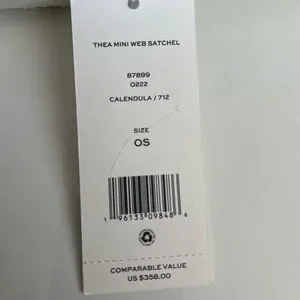 THEA MINI WEB SATCHEL
87899
0222
CALENDULA / 712
SIZE
OS
1 96133 09848 6
COMPARABLE VALUE
US $358.00